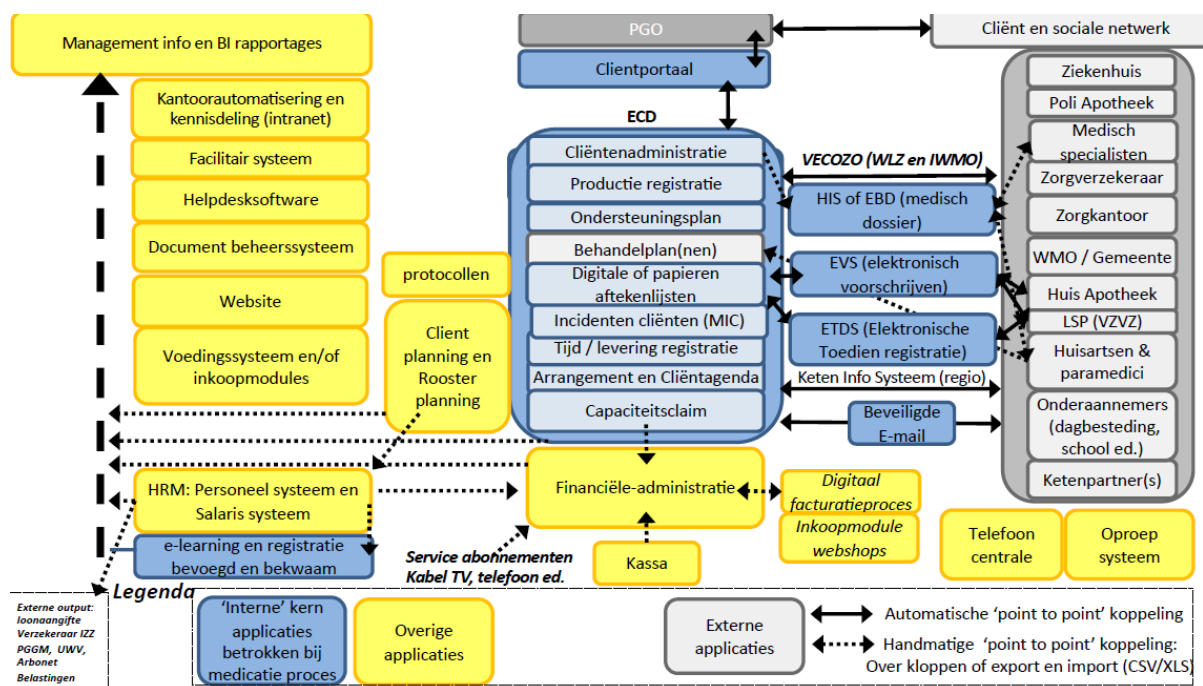 Management info en BI rapportages
PGO
Cliënt en sociale netwerk
Clientportaal
Kantoorautomatisering en
kennisdeling (intranet)
Facilitair systeem
Helpdesksoftware
Document beheerssysteem
Website
Voedingssysteem en/of
inkoopmodules
protocollen
Client
planning en
Rooster
planning
ECD
Cliëntenadministratie
Productie registratie
Ondersteuningsplan
Behandelplan(nen)
Digitale of papieren
aftekenlijsten
Incidenten cliënten (MIC)
Tijd / levering registratie
Arrangement en Cliëntagenda
Capaciteitsclaim
VECOZO (WLZ en IWMO)
HIS of EBD (medisch
dossier)
EVS (elektronisch
voorschrijven)
ETDS (Elektronische
Toedien registratie)
Keten Info Systeem (regio)
Beveiligde
E-mail
Ziekenhuis
Poli Apotheek
Medisch
specialisten
Zorgverzekeraar
Zorgkantoor
WMO / Gemeente
Huis Apotheek
LSP (VZVZ)
Huisartsen &
paramedici
Onderaannemers
(dagbesteding,
school ed.)
Ketenpartner(s)
HRM: Personeel systeem en
Salaris systeem
e-learning en registratie
bevoegd en bekwaam
Financiële-administratie
Digitaal
facturatieproces
Inkoopmodule
webshops
Service abonnementen
Kabel TV, telefoon ed.
Kassa
Telefoon
centrale
Oproep
systeem
Legenda
Externe output:
loonaangifte
Verzekeraar IZZ
PGGM, UWV,
Arbonet
Belastingen
‘Interne’ kern
applicaties
betrokken bij
medicatie proces
Overige
applicaties
Externe
applicaties
Automatische ‘point to point’ koppeling
Handmatige ‘point to point’ koppeling:
Over kloppen of export en import (CSV/XLS)